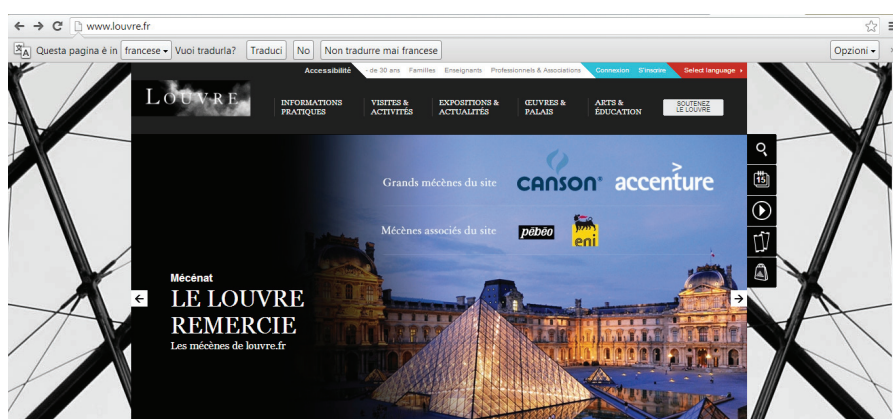 www.louvre.fr
Questa pagina è in francese Vuoi tradurla? Traduci No Non tradurre mai francese Opzioni
Accessibilité - de 30 ans Familles Enseignants Professionnels & Associations Connexion S'inscrire Select language
LOUVRE
INFORMATIONS PRATIQUES
VISITES & ACTIVITÉS
EXPOSITIONS & ACTUALITÉS
ŒUVRES & PALAIS
ARTS & ÉDUCATION
SOUTENEZ LE LOUVRE
15
Grands mécènes du site CANSON accenture
Mécènes associés du site pébéo eni
Mécénat
LE LOUVRE
REMERCIE
Les mécènes de louvre.fr